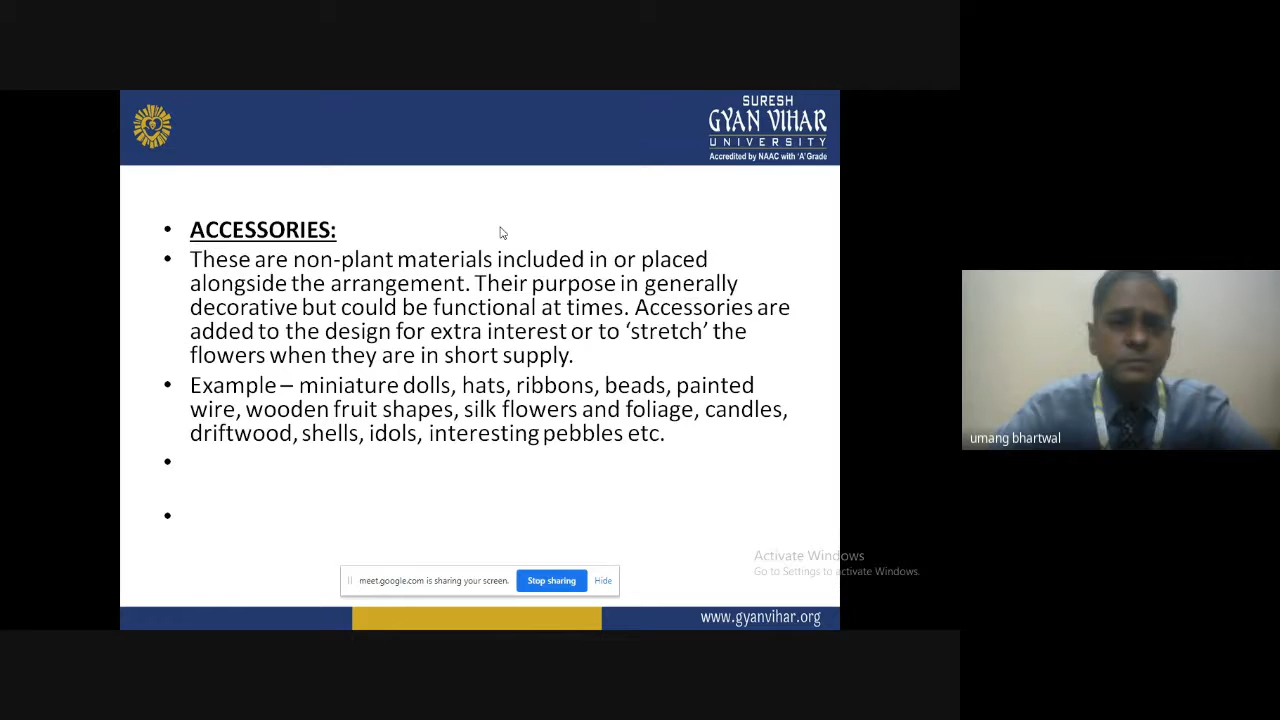 SURESH
GYAN VIHAR
UNIVERSITY
Accredited by NAAC with 'A' Grade
• ACCESSORIES:
• These are non-plant materials included in or placed
alongside the arrangement. Their purpose in generally
decorative but could be functional at times. Accessories are
added to the design for extra interest or to ‘stretch’ the
flowers when they are in short supply.
• Example – miniature dolls, hats, ribbons, beads, painted
wire, wooden fruit shapes, silk flowers and foliage, candles,
driftwood, shells, idols, interesting pebbles etc.
•
•
umang bhartwal
Activate Windows
Go to Settings to activate Windows.
meet.google.com is sharing your screen.
Stop sharing
Hide
www.gyanvihar.org